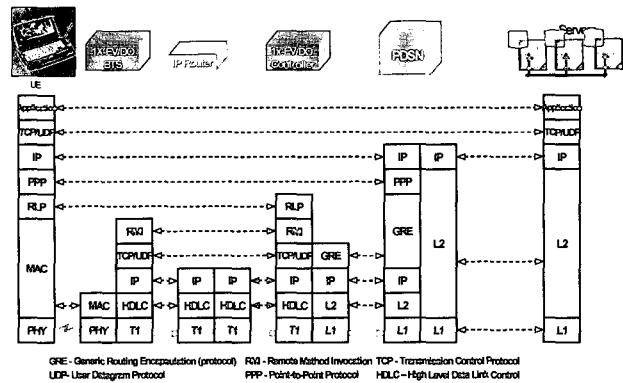 1X-EV/DO BTS
IP Router
1X-EV/DO Controller
PDSN
UE
Application Application
TCP/UDP TCP/UDP
IP IP IP IP
PPP PPP
RLP RLP
RMI RMI
TCP/UDP TCP/UDP GRE GRE
MAC L2 L2
IP IP IP IP IP IP
MAC HDLC HDLC HDLC HDLC L2 L2
PHY PHY T1 T1 T1 T1 L1 L1 L1 L1
GRE - Generic Routing Encapsulation (protocol) RMI - Remote Method Invocation TCP - Transmission Control Protocol
UDP- User Datagram Protocol PPP - Point-to-Point Protocol HDLC – High Level Data Link Control